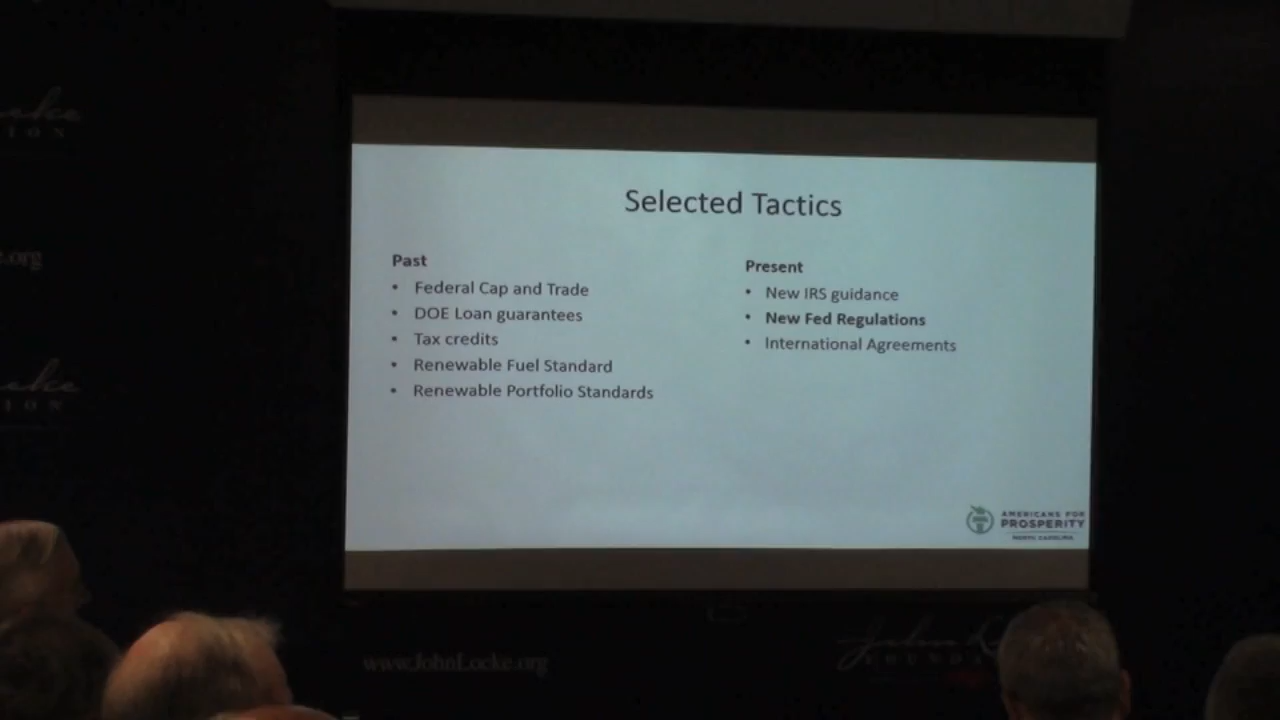 Selected Tactics
Past
• Federal Cap and Trade
• DOE Loan guarantees
• Tax credits
• Renewable Fuel Standard
• Renewable Portfolio Standards
Present
• New IRS guidance
• New Fed Regulations
• International Agreements
AMERICANS FOR
PROSPERITY
NORTH CAROLINA
www.JohnLocke.org